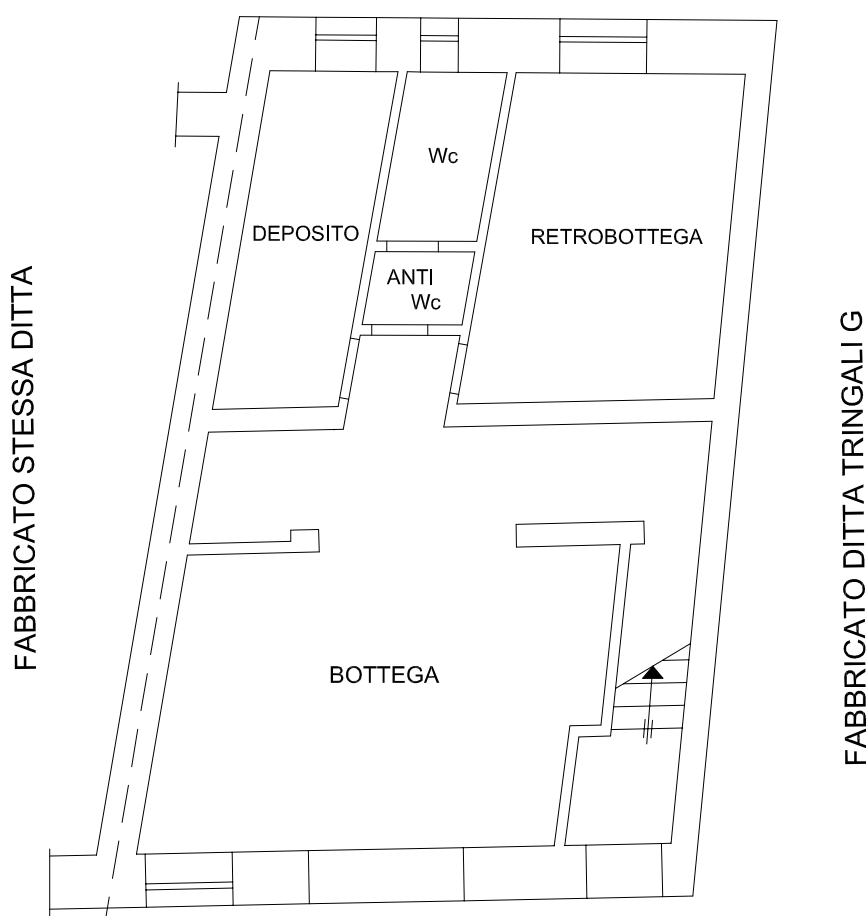 Wc
DEPOSITO
RETROBOTTEGA
ANTI
Wc
FABBRICATO STESSA DITTA
FABBRICATO DITTA TRINGALI G
BOTTEGA